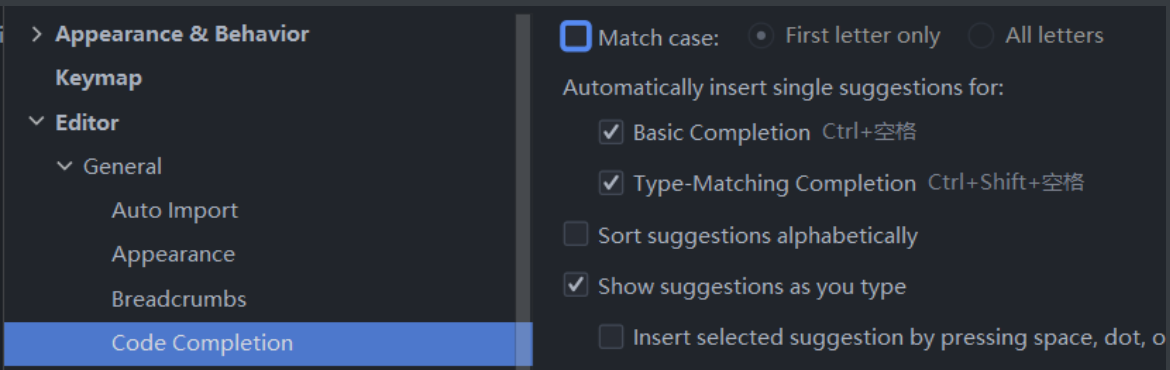 Appearance & Behavior
Keymap
Editor
General
Auto Import
Appearance
Breadcrumbs
Code Completion
Match case: First letter only All letters
Automatically insert single suggestions for:
Basic Completion Ctrl+空格
Type-Matching Completion Ctrl+Shift+空格
Sort suggestions alphabetically
Show suggestions as you type
Insert selected suggestion by pressing space, dot, o